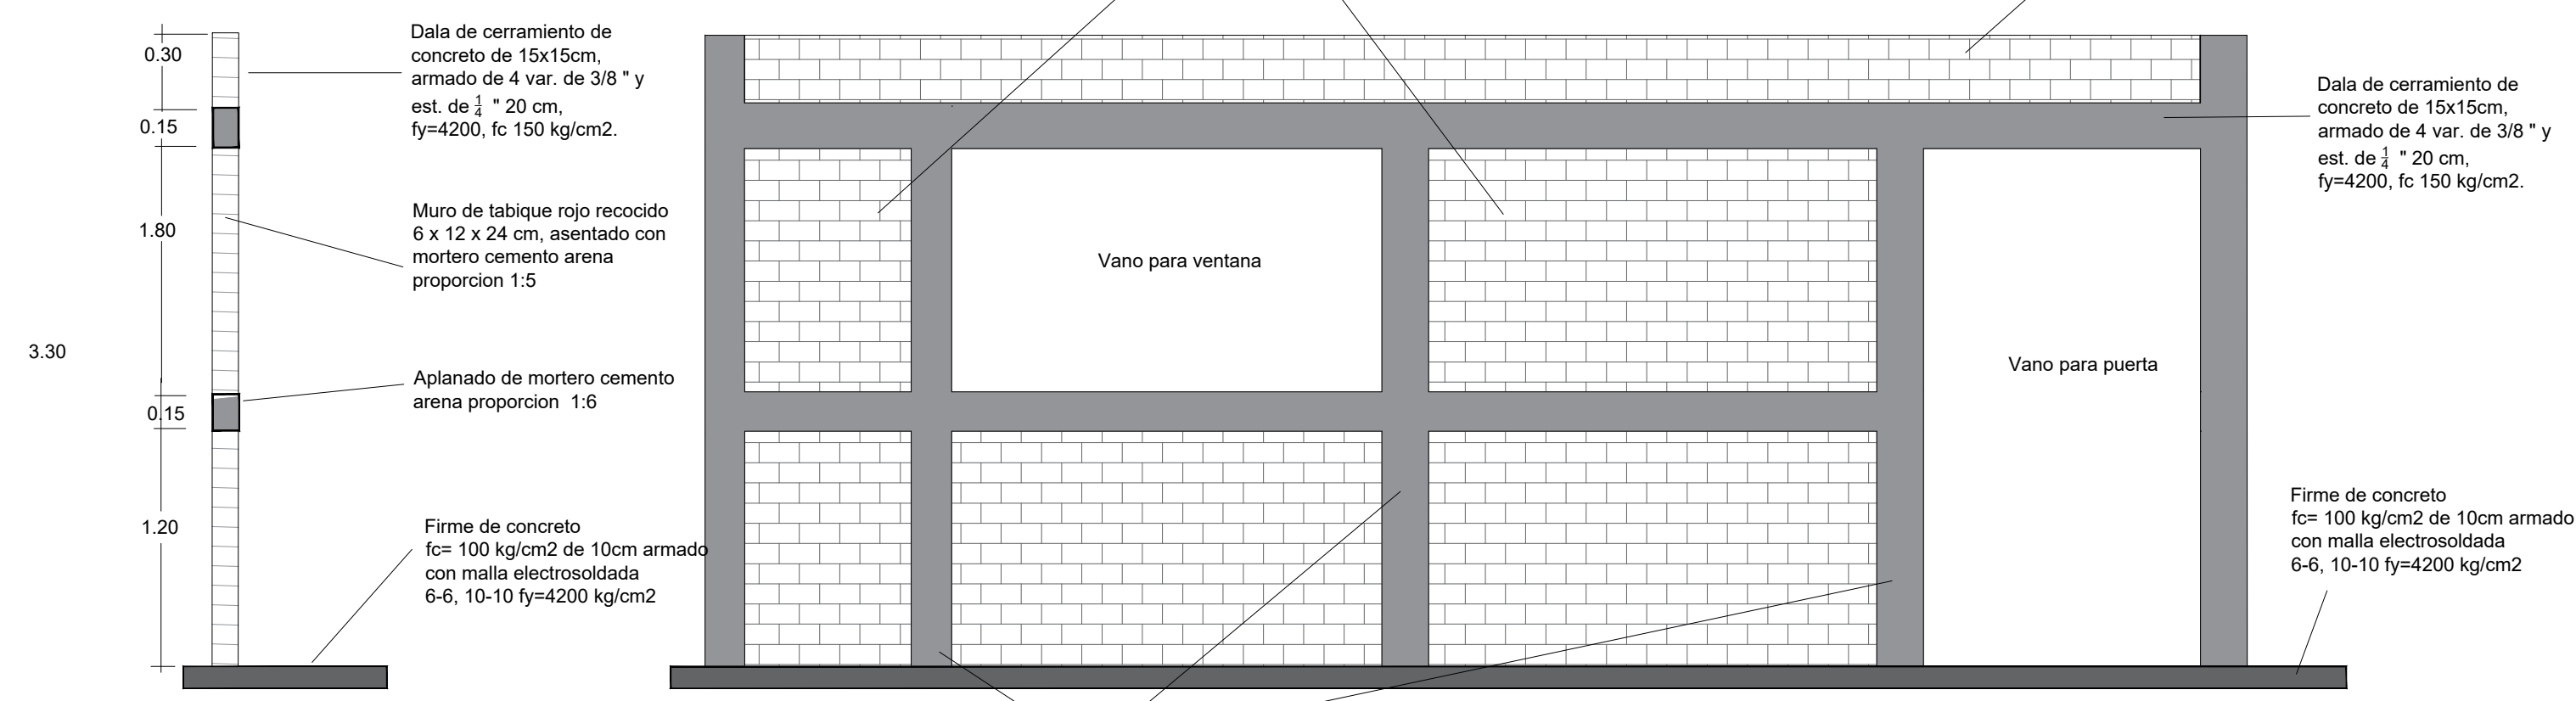 0.30
0.15
1.80
3.30
0.15
1.20
Dala de cerramiento de
concreto de 15x15cm,
armado de 4 var. de 3/8 " y
est. de 1/4 " 20 cm,
fy=4200, fc 150 kg/cm2.
Muro de tabique rojo recocido
6 x 12 x 24 cm, asentado con
mortero cemento arena
proporcion 1:5
Aplanado de mortero cemento
arena proporcion 1:6
Firme de concreto
fc= 100 kg/cm2 de 10cm armado
con malla electrosoldada
6-6, 10-10 fy=4200 kg/cm2
Vano para ventana
Vano para puerta
Dala de cerramiento de
concreto de 15x15cm,
armado de 4 var. de 3/8 " y
est. de 1/4 " 20 cm,
fy=4200, fc 150 kg/cm2.
Firme de concreto
fc= 100 kg/cm2 de 10cm armado
con malla electrosoldada
6-6, 10-10 fy=4200 kg/cm2